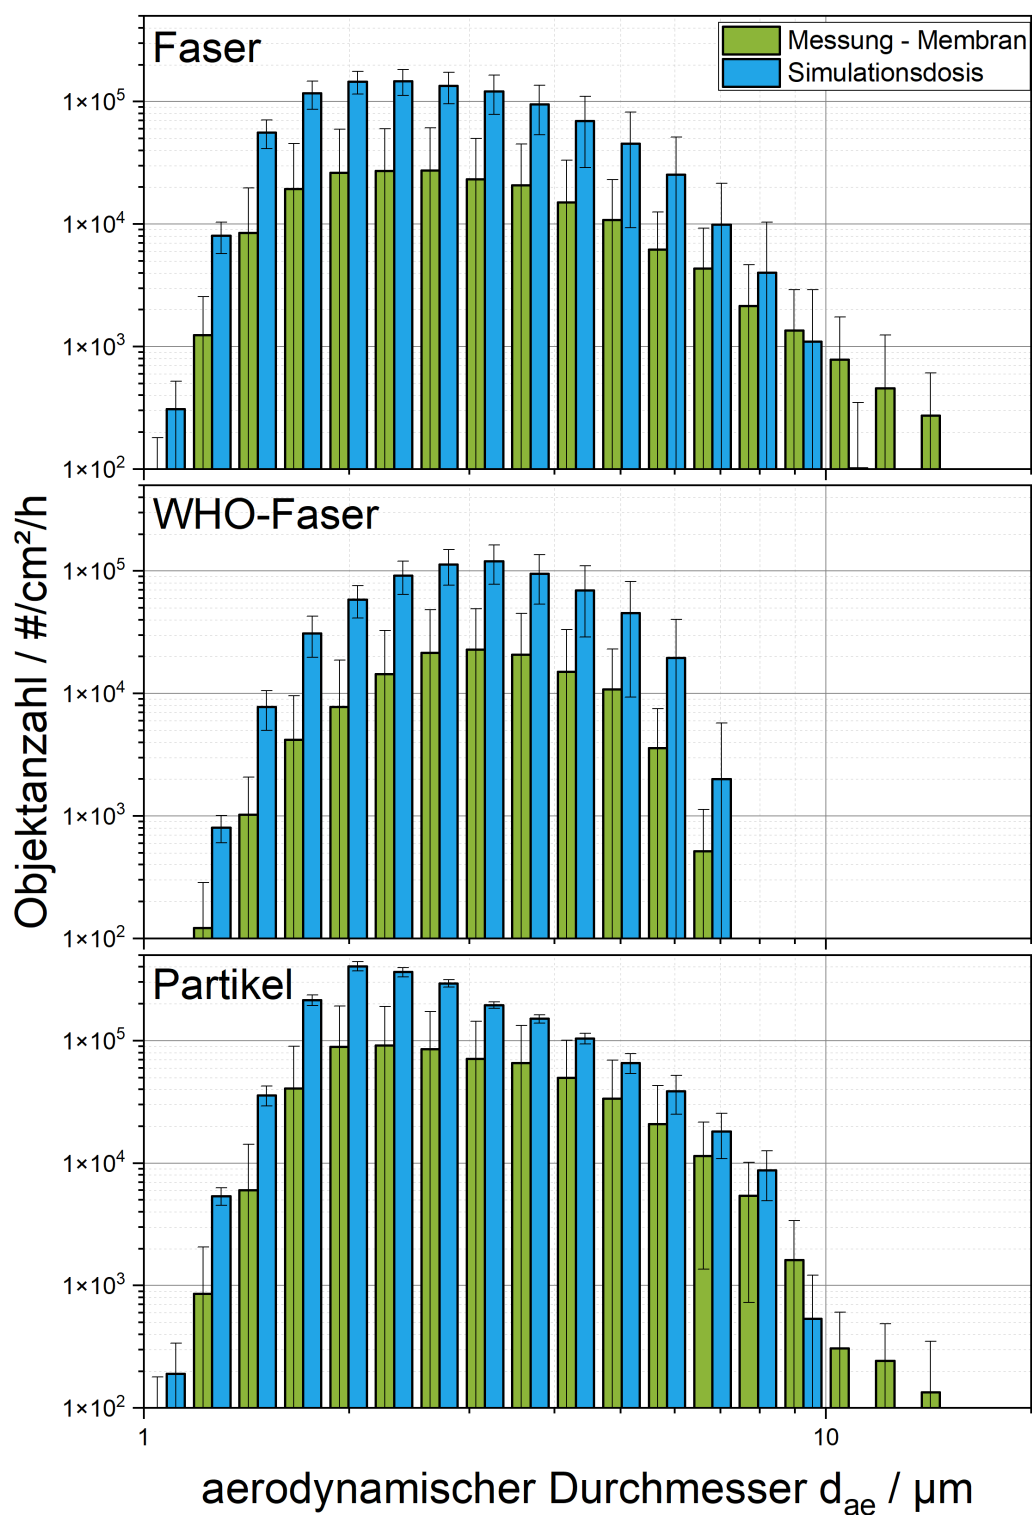 Faser
Messung - Membran
Simulationsdosis
1×10⁵
1×10⁴
1×10³
1×10²
WHO-Faser
1×10⁵
1×10⁴
1×10³
1×10²
Partikel
1×10⁵
1×10⁴
1×10³
1×10²
Objektanzahl / #/cm²/h
1 10
aerodynamischer Durchmesser dₐₑ / µm